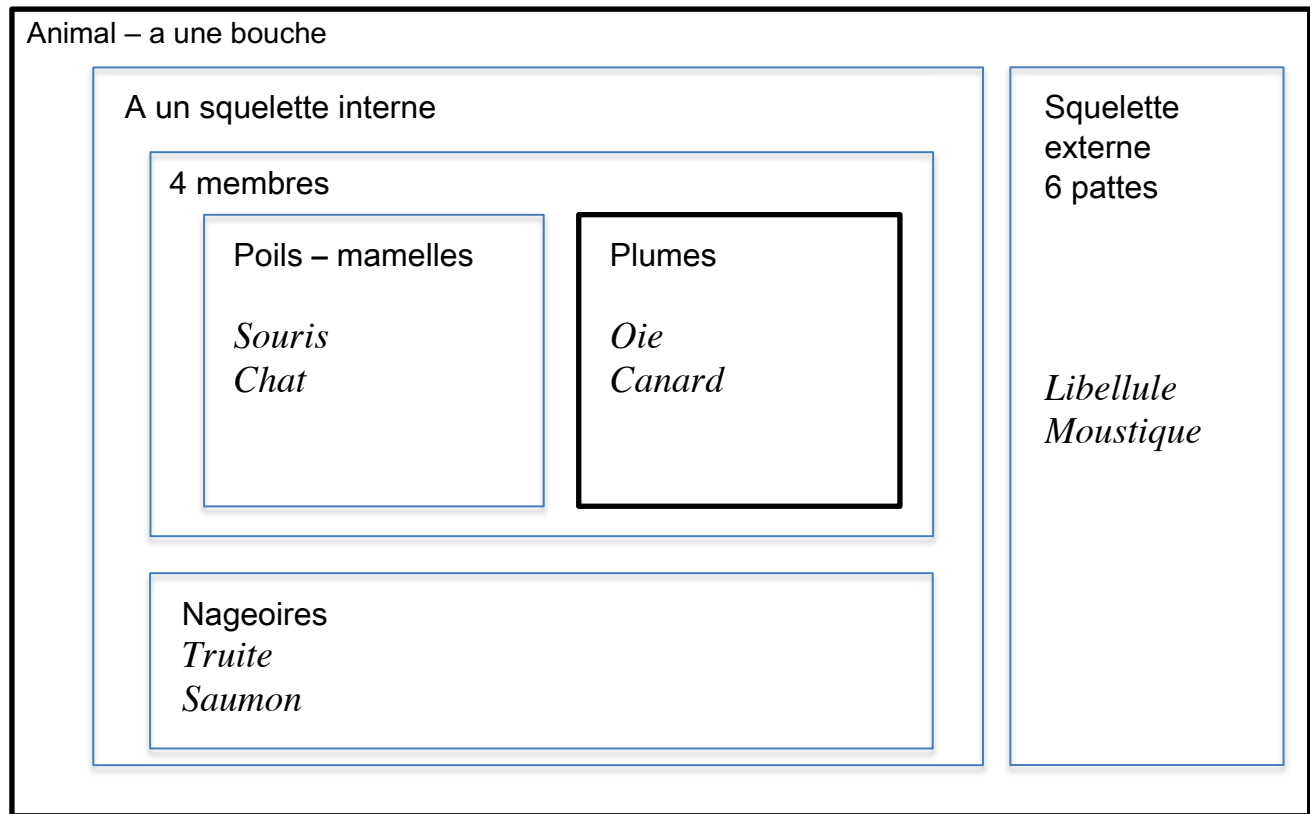 Animal – a une bouche
A un squelette interne
4 membres
Poils – mamelles
Souris
Chat
Plumes
Oie
Canard
Nageoires
Truite
Saumon
Squelette
externe
6 pattes
Libellule
Moustique